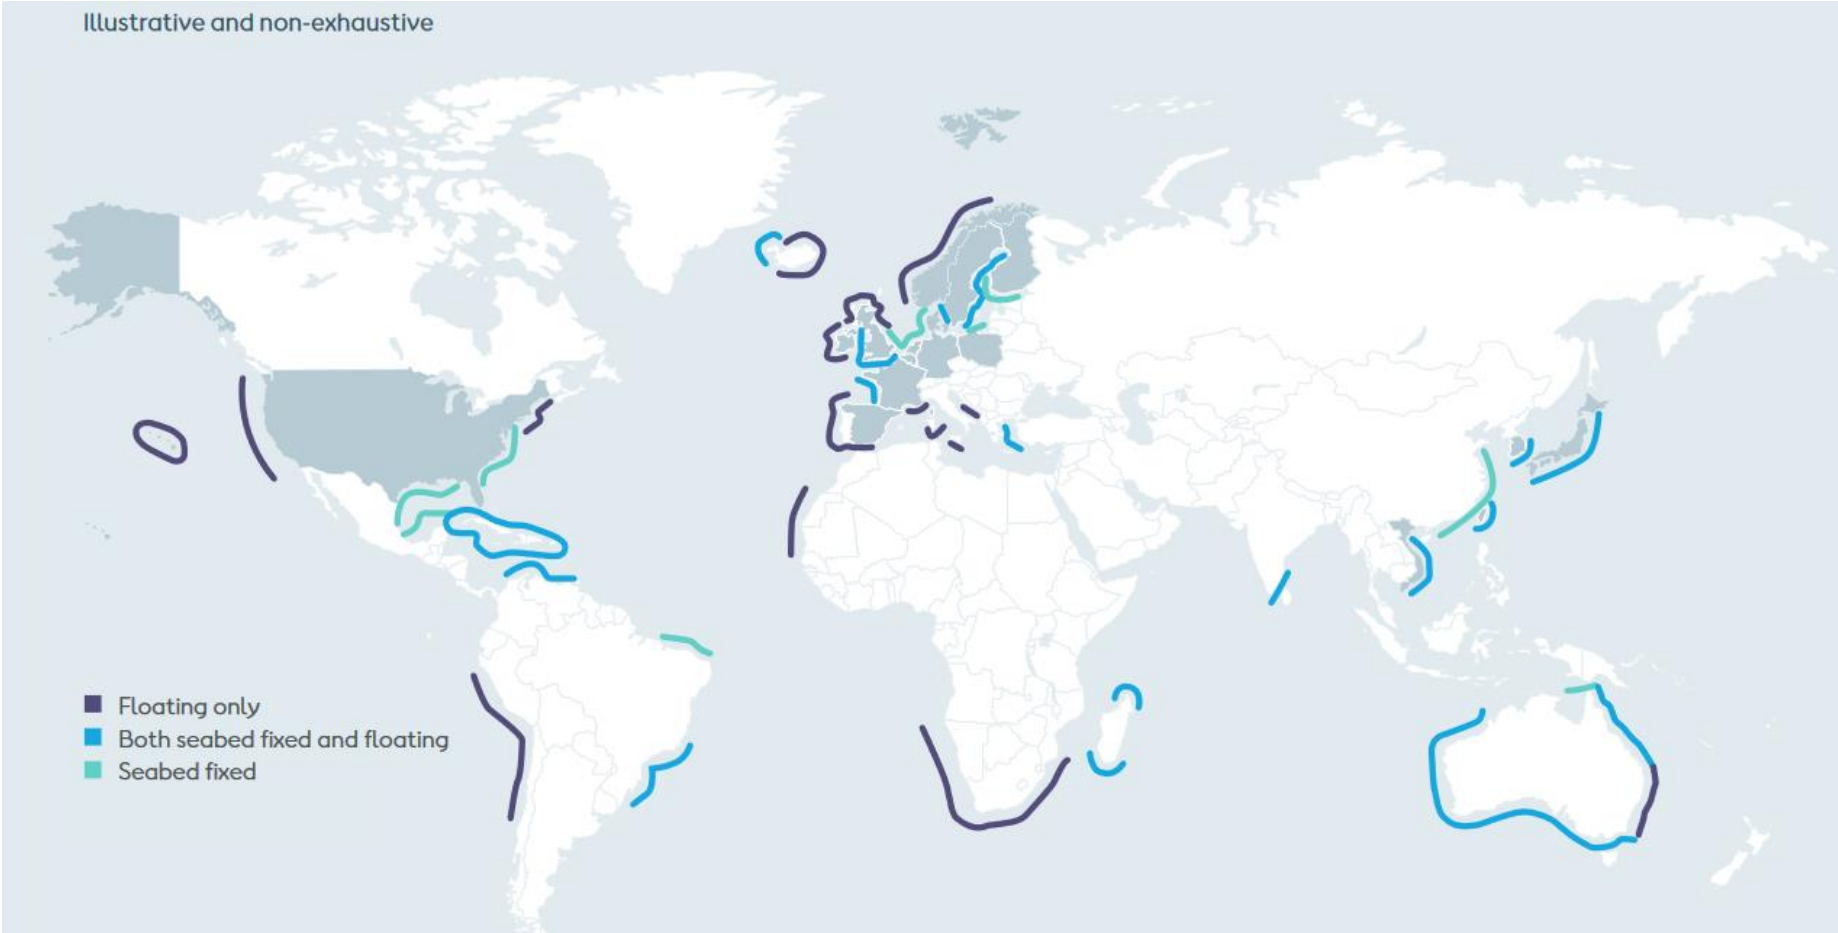 Illustrative and non-exhaustive
Floating only
Both seabed fixed and floating
Seabed fixed